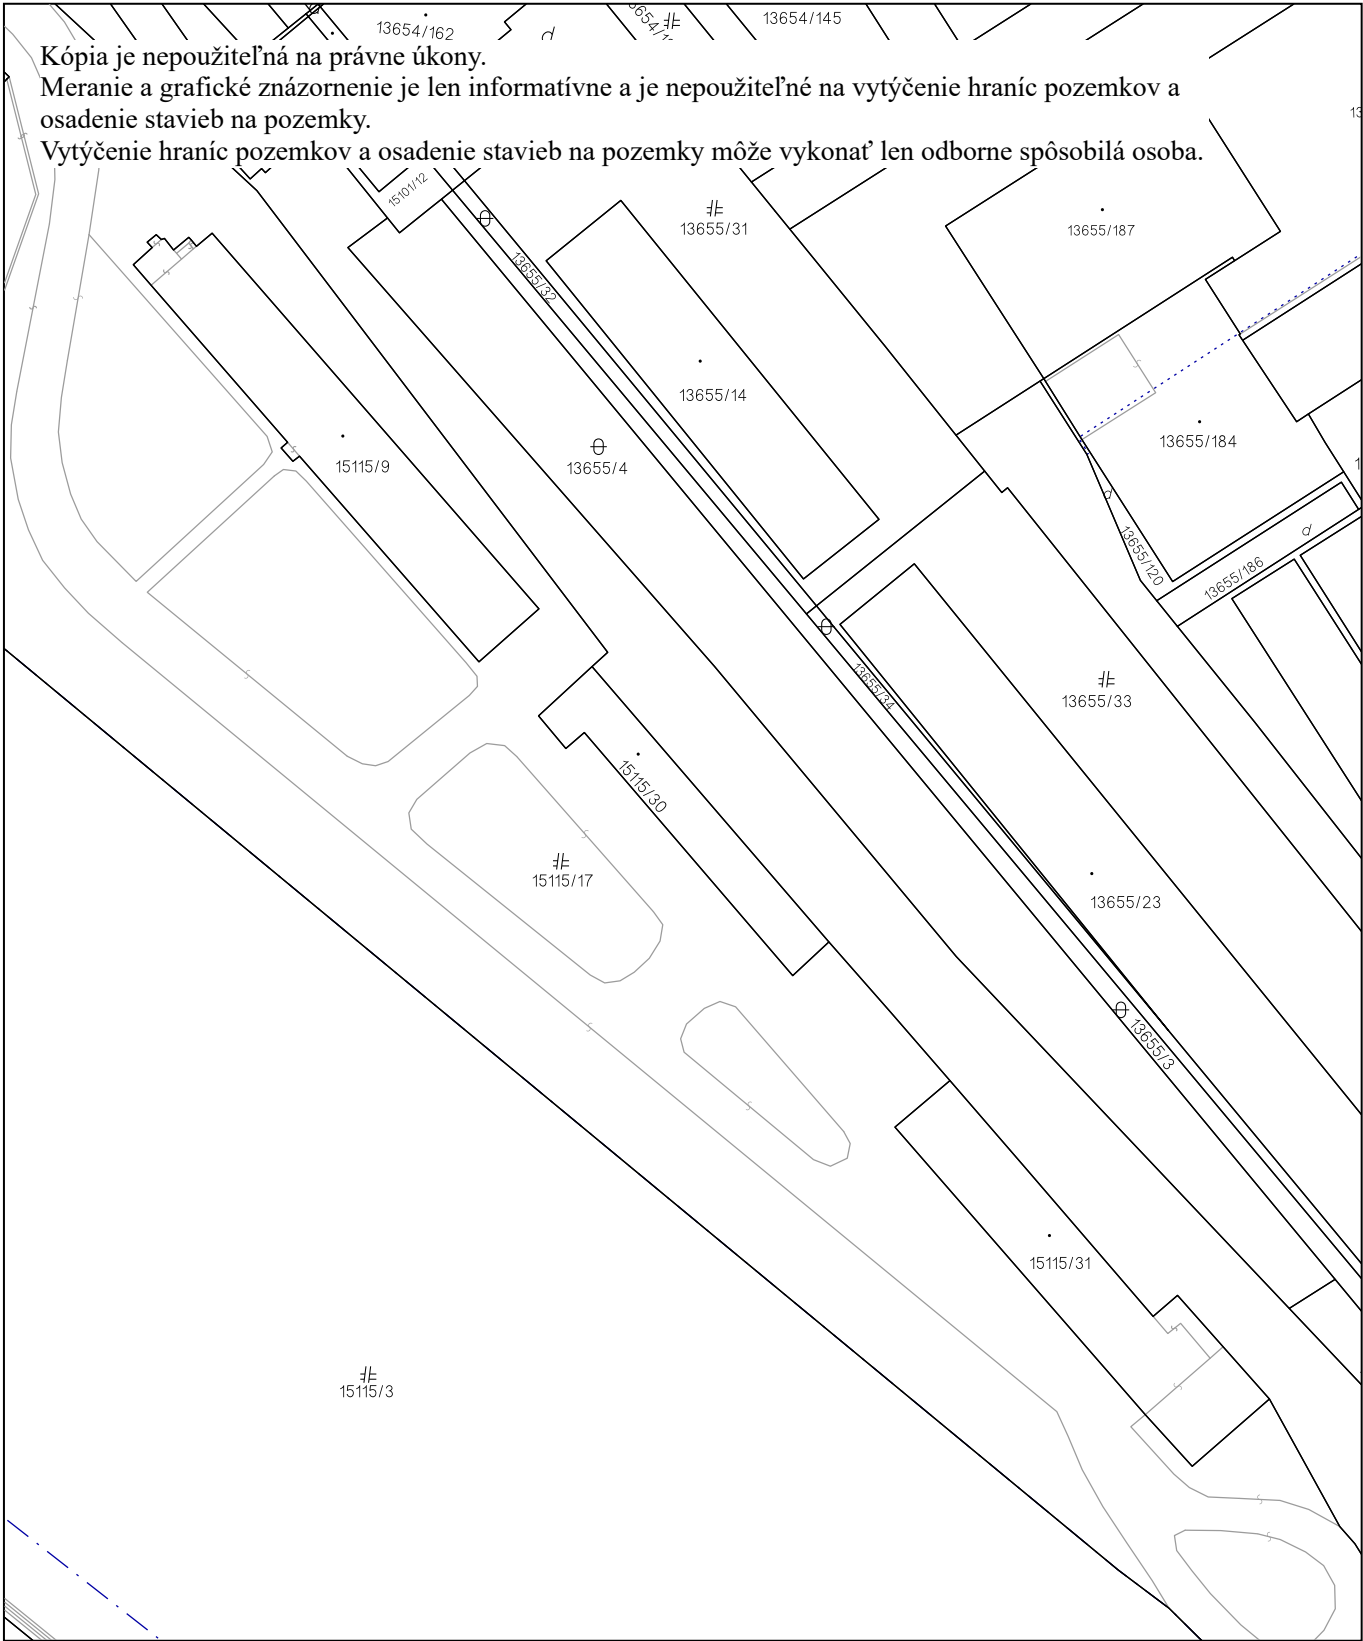 13654/162
d
13654/145
Kópia je nepoužiteľná na právne úkony.
Meranie a grafické znázornenie je len informatívne a je nepoužiteľné na vytýčenie hraníc pozemkov a
osadenie stavieb na pozemky.
Vytýčenie hraníc pozemkov a osadenie stavieb na pozemky môže vykonať len odborne spôsobilá osoba.
15101/12
13655/31
13655/187
13655/32
13655/14
13655/184
15115/9
13655/4
d
d
13655/120
13655/186
13655/34
13655/33
15115/30
15115/17
13655/23
13655/3
15115/31
15115/3